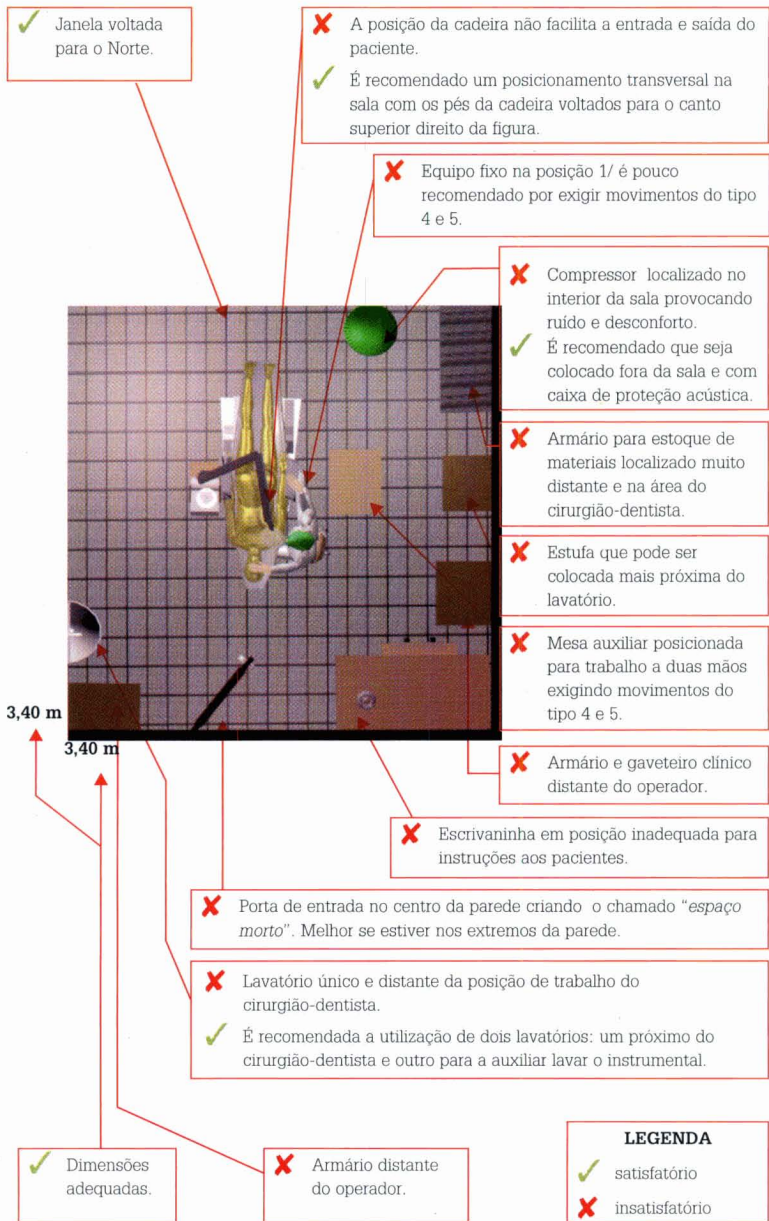 ✓ Janela voltada
para o Norte.
✘ A posição da cadeira não facilita a entrada e saída do
paciente.
✓ É recomendado um posicionamento transversal na
sala com os pés da cadeira voltados para o canto
superior direito da figura.
✘ Equipo fixo na posição 1/ é pouco
recomendado por exigir movimentos do tipo
4 e 5.
✘ Compressor localizado no
interior da sala provocando
ruído e desconforto.
✓ É recomendado que seja
colocado fora da sala e com
caixa de proteção acústica.
✘ Armário para estoque de
materiais localizado muito
distante e na área do
cirurgião-dentista.
✘ Estufa que pode ser
colocada mais próxima do
lavatório.
✘ Mesa auxiliar posicionada
para trabalho a duas mãos
exigindo movimentos do
tipo 4 e 5.
3,40 m
3,40 m
✘ Armário e gaveteiro clínico
distante do operador.
✘ Escrivaninha em posição inadequada para
instruções aos pacientes.
✘ Porta de entrada no centro da parede criando o chamado “espaço
morto”. Melhor se estiver nos extremos da parede.
✘ Lavatório único e distante da posição de trabalho do
cirurgião-dentista.
✓ É recomendada a utilização de dois lavatórios: um próximo do
cirurgião-dentista e outro para a auxiliar lavar o instrumental.
✓ Dimensões
adequadas.
✘ Armário distante
do operador.
LEGENDA
✓ satisfatório
✘ insatisfatório